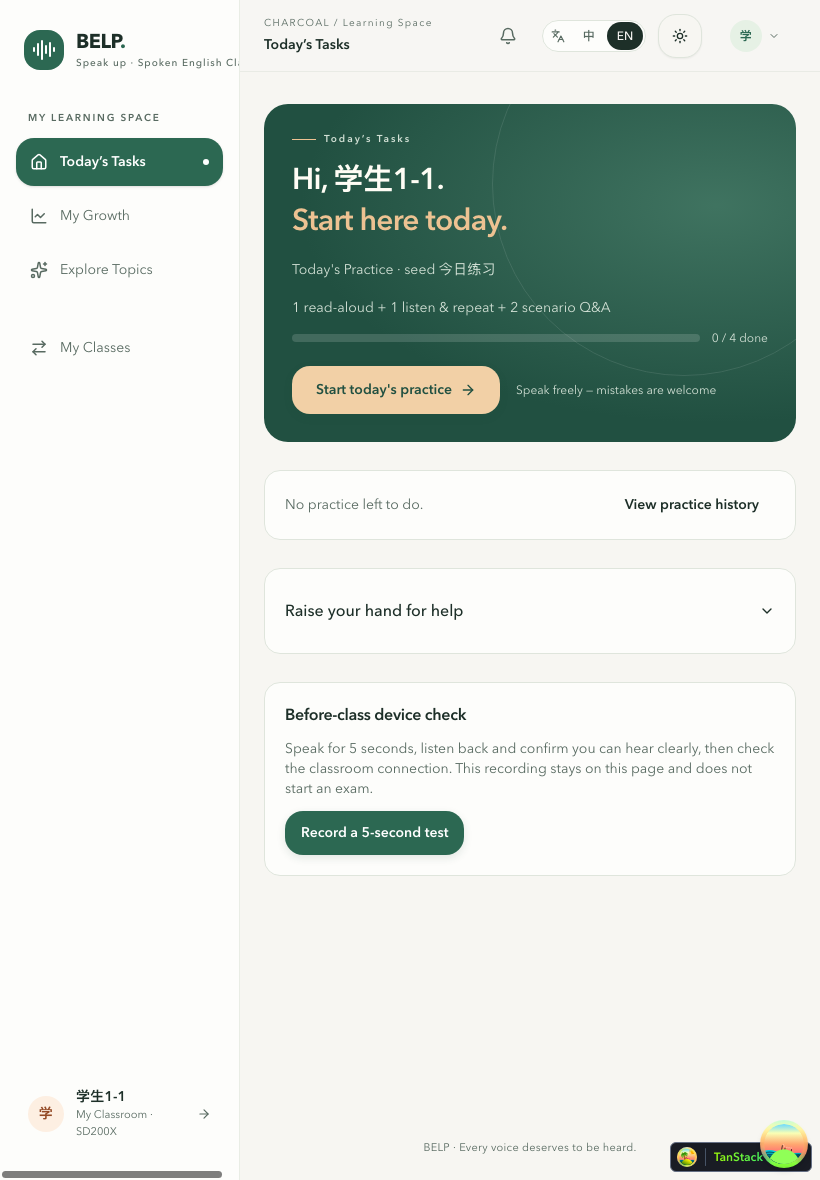 BELP.
Speak up · Spoken English Cl
MY LEARNING SPACE
Today’s Tasks
My Growth
Explore Topics
My Classes
学
学生1-1
My Classroom ·
SD200X
CHARCOAL / Learning Space
Today’s Tasks
中
EN
学
Today’s Tasks
Hi, 学生1-1.
Start here today.
Today's Practice · seed 今日练习
1 read-aloud + 1 listen & repeat + 2 scenario Q&A
0 / 4 done
Start today's practice
Speak freely — mistakes are welcome
No practice left to do.
View practice history
Raise your hand for help
Before-class device check
Speak for 5 seconds, listen back and confirm you can hear clearly, then check
the classroom connection. This recording stays on this page and does not
start an exam.
Record a 5-second test
BELP · Every voice deserves to be heard.
TanStack